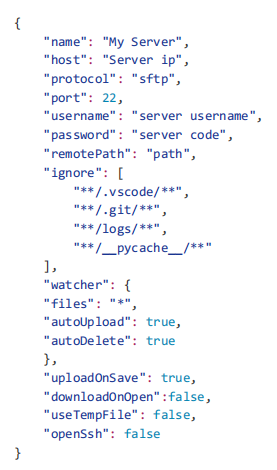 {
    "name": "My Server",
    "host": "Server ip",
    "protocol": "sftp",
    "port": 22,
    "username": "server username",
    "password": "server code",
    "remotePath": "path",
    "ignore": [
        "**/.vscode/**",
        "**/.git/**",
        "**/logs/**",
        "**/__pycache__/**"
    ],
    "watcher": {
    "files": "*",
    "autoUpload": true,
    "autoDelete": true
    },
    "uploadOnSave": true,
    "downloadOnOpen":false,
    "useTempFile": false,
    "openSsh": false
}